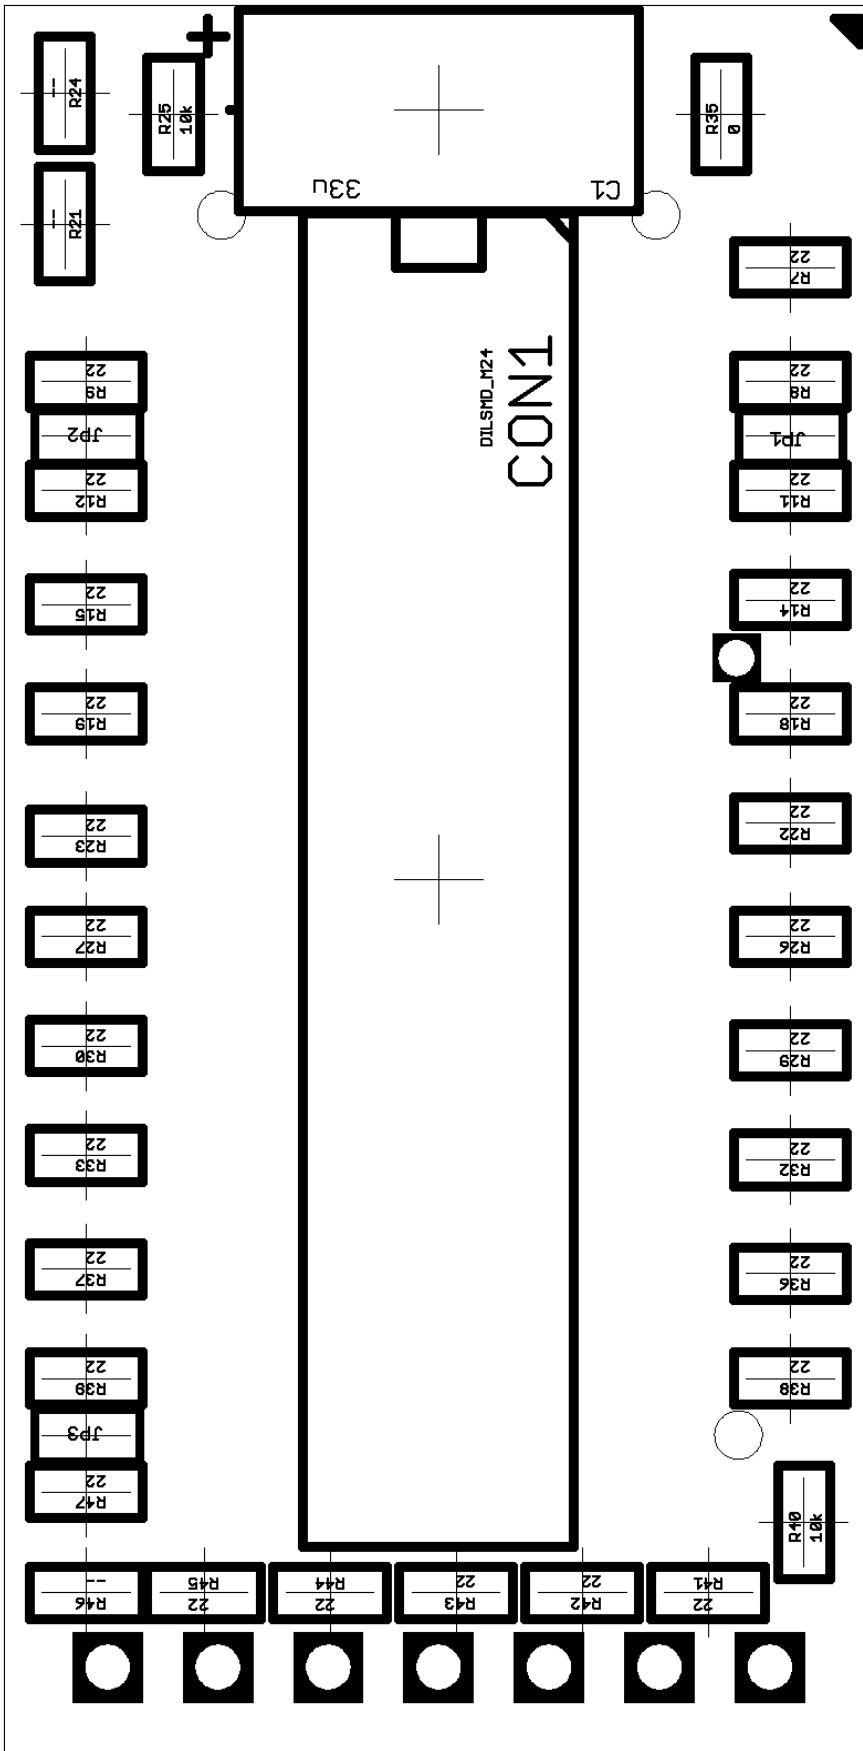 +
--
R24
R25
10k
R35
0
33u
C1
--
R21
22
R7
22
R9
22
R8
JP2
JP1
DILSMD_M24
CON1
22
R12
22
R11
22
R15
22
R14
22
R19
22
R18
22
R23
22
R22
22
R27
22
R26
22
R30
22
R29
22
R33
22
R32
22
R37
22
R36
22
R39
22
R38
JP3
22
R47
R40
10k
--
R46
R45
22
R44
22
22
R43
22
R42
R41
22